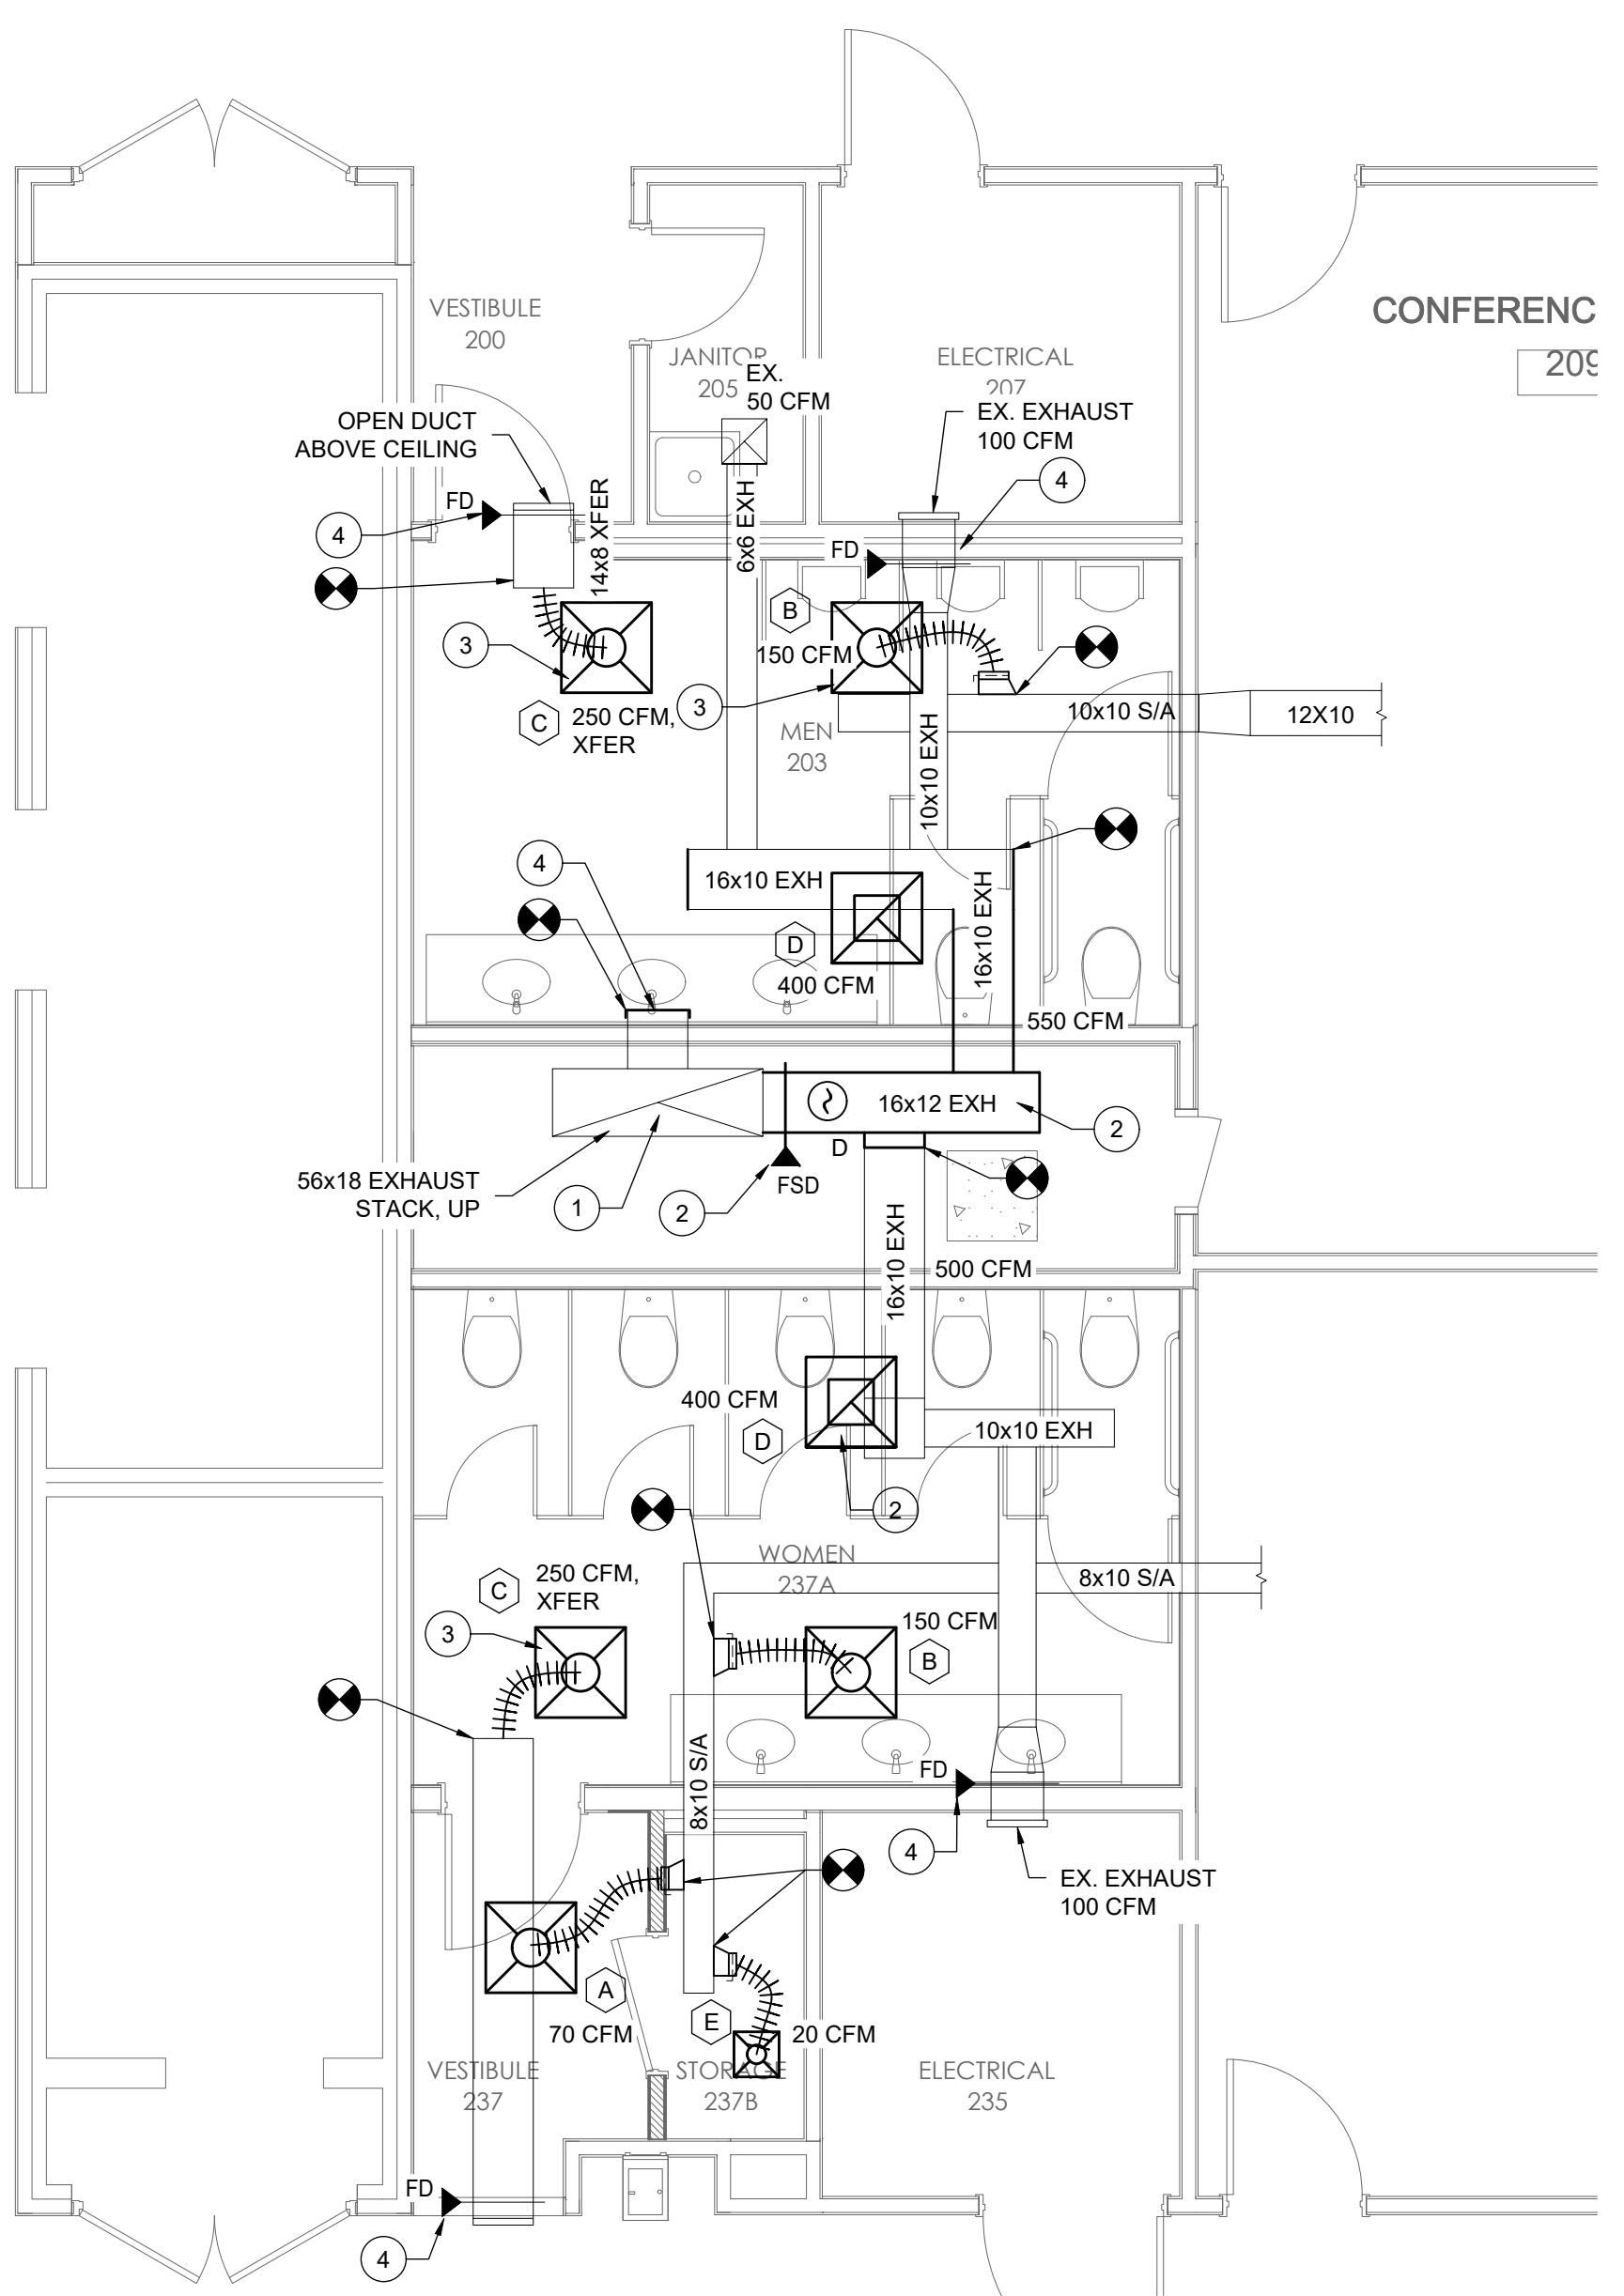 VESTIBULE
200
JANITOR
205
EX.
50 CFM
ELECTRICAL
207
CONFERENC
209
OPEN DUCT
ABOVE CEILING
EX. EXHAUST
100 CFM
4
FD
4
14x8 XFER
6x6 EXH
FD
B
150 CFM
3
3
C
250 CFM,
XFER
MEN
203
10x10 S/A
12X10
10x10 EXH
4
16x10 EXH
16x10 EXH
D
400 CFM
550 CFM
16x12 EXH
2
D
56x18 EXHAUST
STACK, UP
1
2
FSD
16x10 EXH
500 CFM
400 CFM
D
10x10 EXH
2
WOMEN
237A
C
250 CFM,
XFER
8x10 S/A
3
150 CFM
B
8x10 S/A
FD
4
EX. EXHAUST
100 CFM
A
70 CFM
E
20 CFM
VESTIBULE
237
STORAGE
237B
ELECTRICAL
235
FD
4